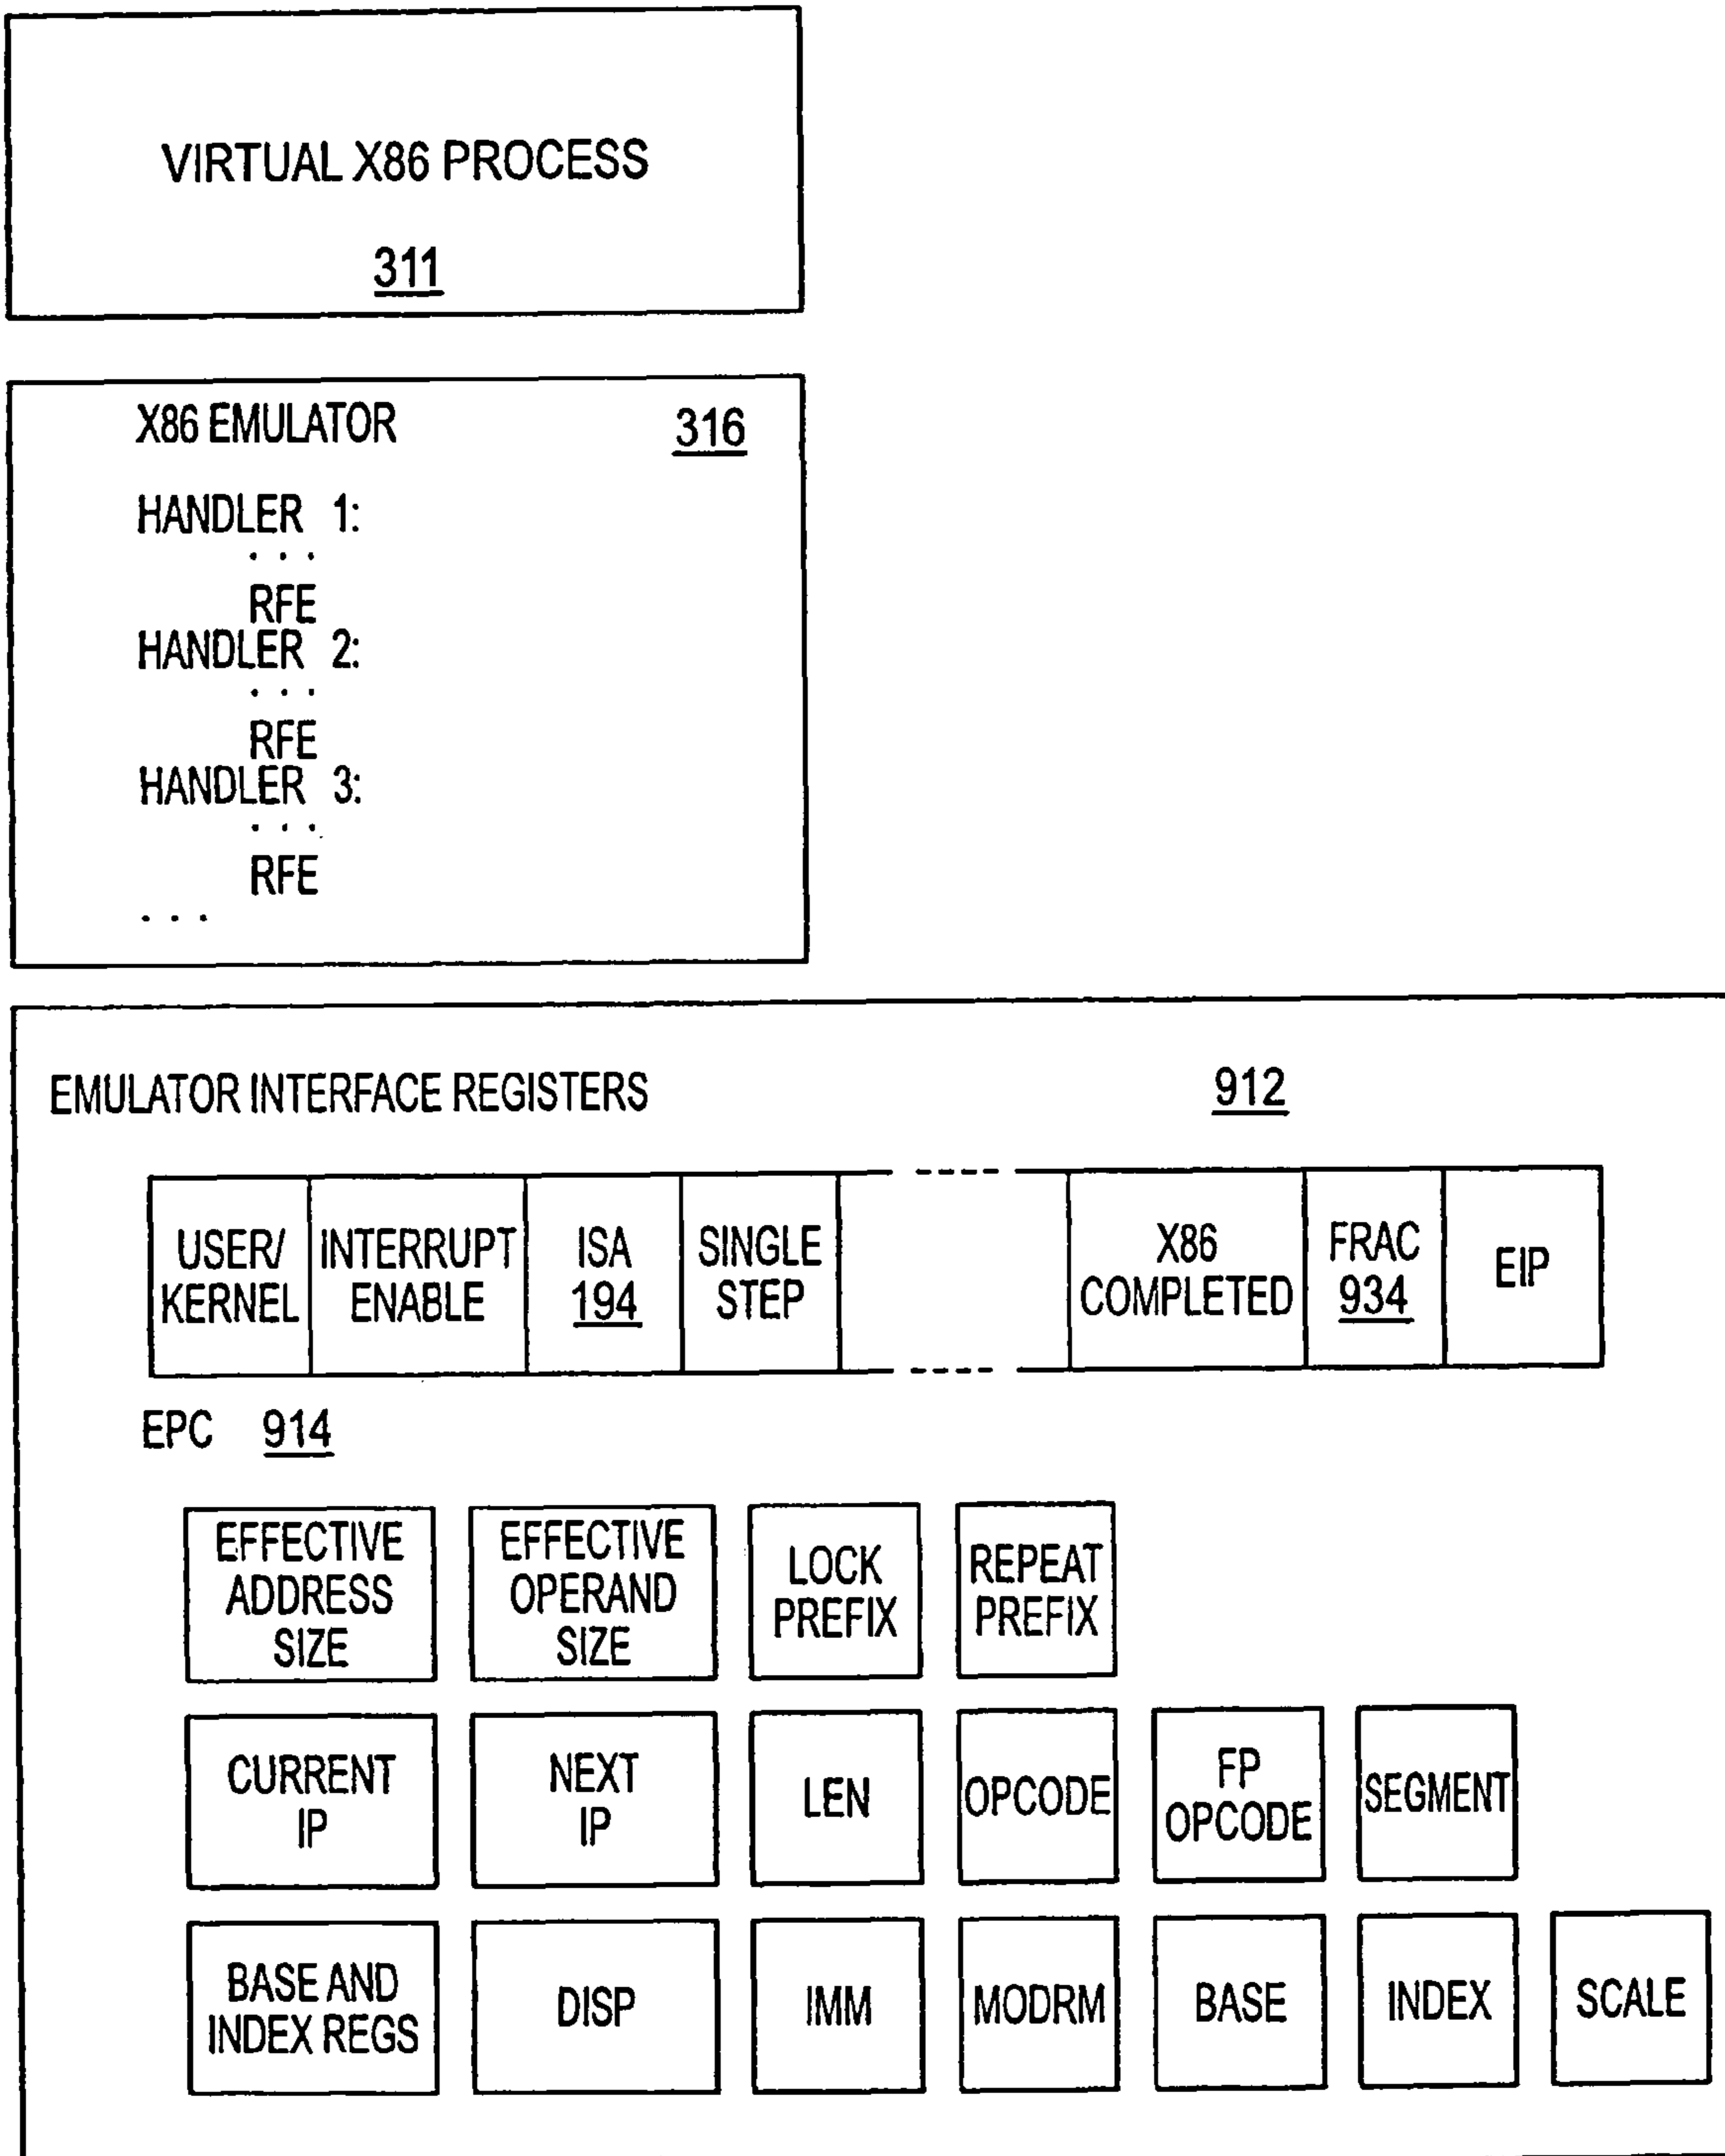 VIRTUAL X86 PROCESS
311
X86 EMULATOR 316
HANDLER 1:
. . .
RFE
HANDLER 2:
. . .
RFE
HANDLER 3:
. . .
RFE
. . .
EMULATOR INTERFACE REGISTERS 912
USER/
KERNEL
INTERRUPT
ENABLE
ISA
194
SINGLE
STEP
X86
COMPLETED
FRAC
934
EIP
EPC 914
EFFECTIVE
ADDRESS
SIZE
EFFECTIVE
OPERAND
SIZE
LOCK
PREFIX
REPEAT
PREFIX
CURRENT
IP
NEXT
IP
LEN
OPCODE
FP
OPCODE
SEGMENT
BASE AND
INDEX REGS
DISP
IMM
MODRM
BASE
INDEX
SCALE